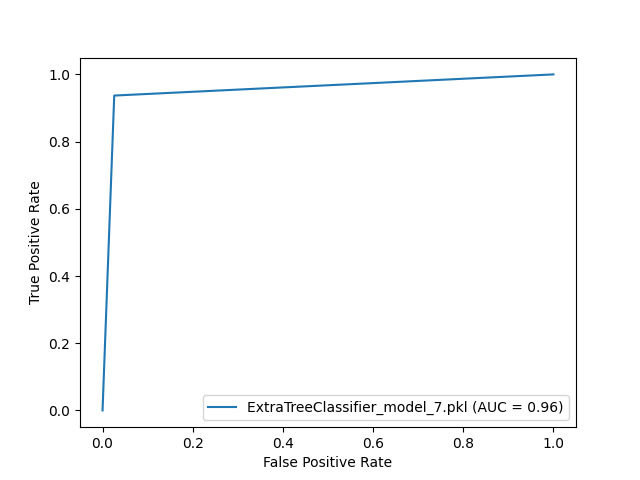 1.0
0.8
0.6
0.4
0.2
0.0
True Positive Rate
ExtraTreeClassifier_model_7.pkl (AUC = 0.96)
0.0 0.2 0.4 0.6 0.8 1.0
False Positive Rate